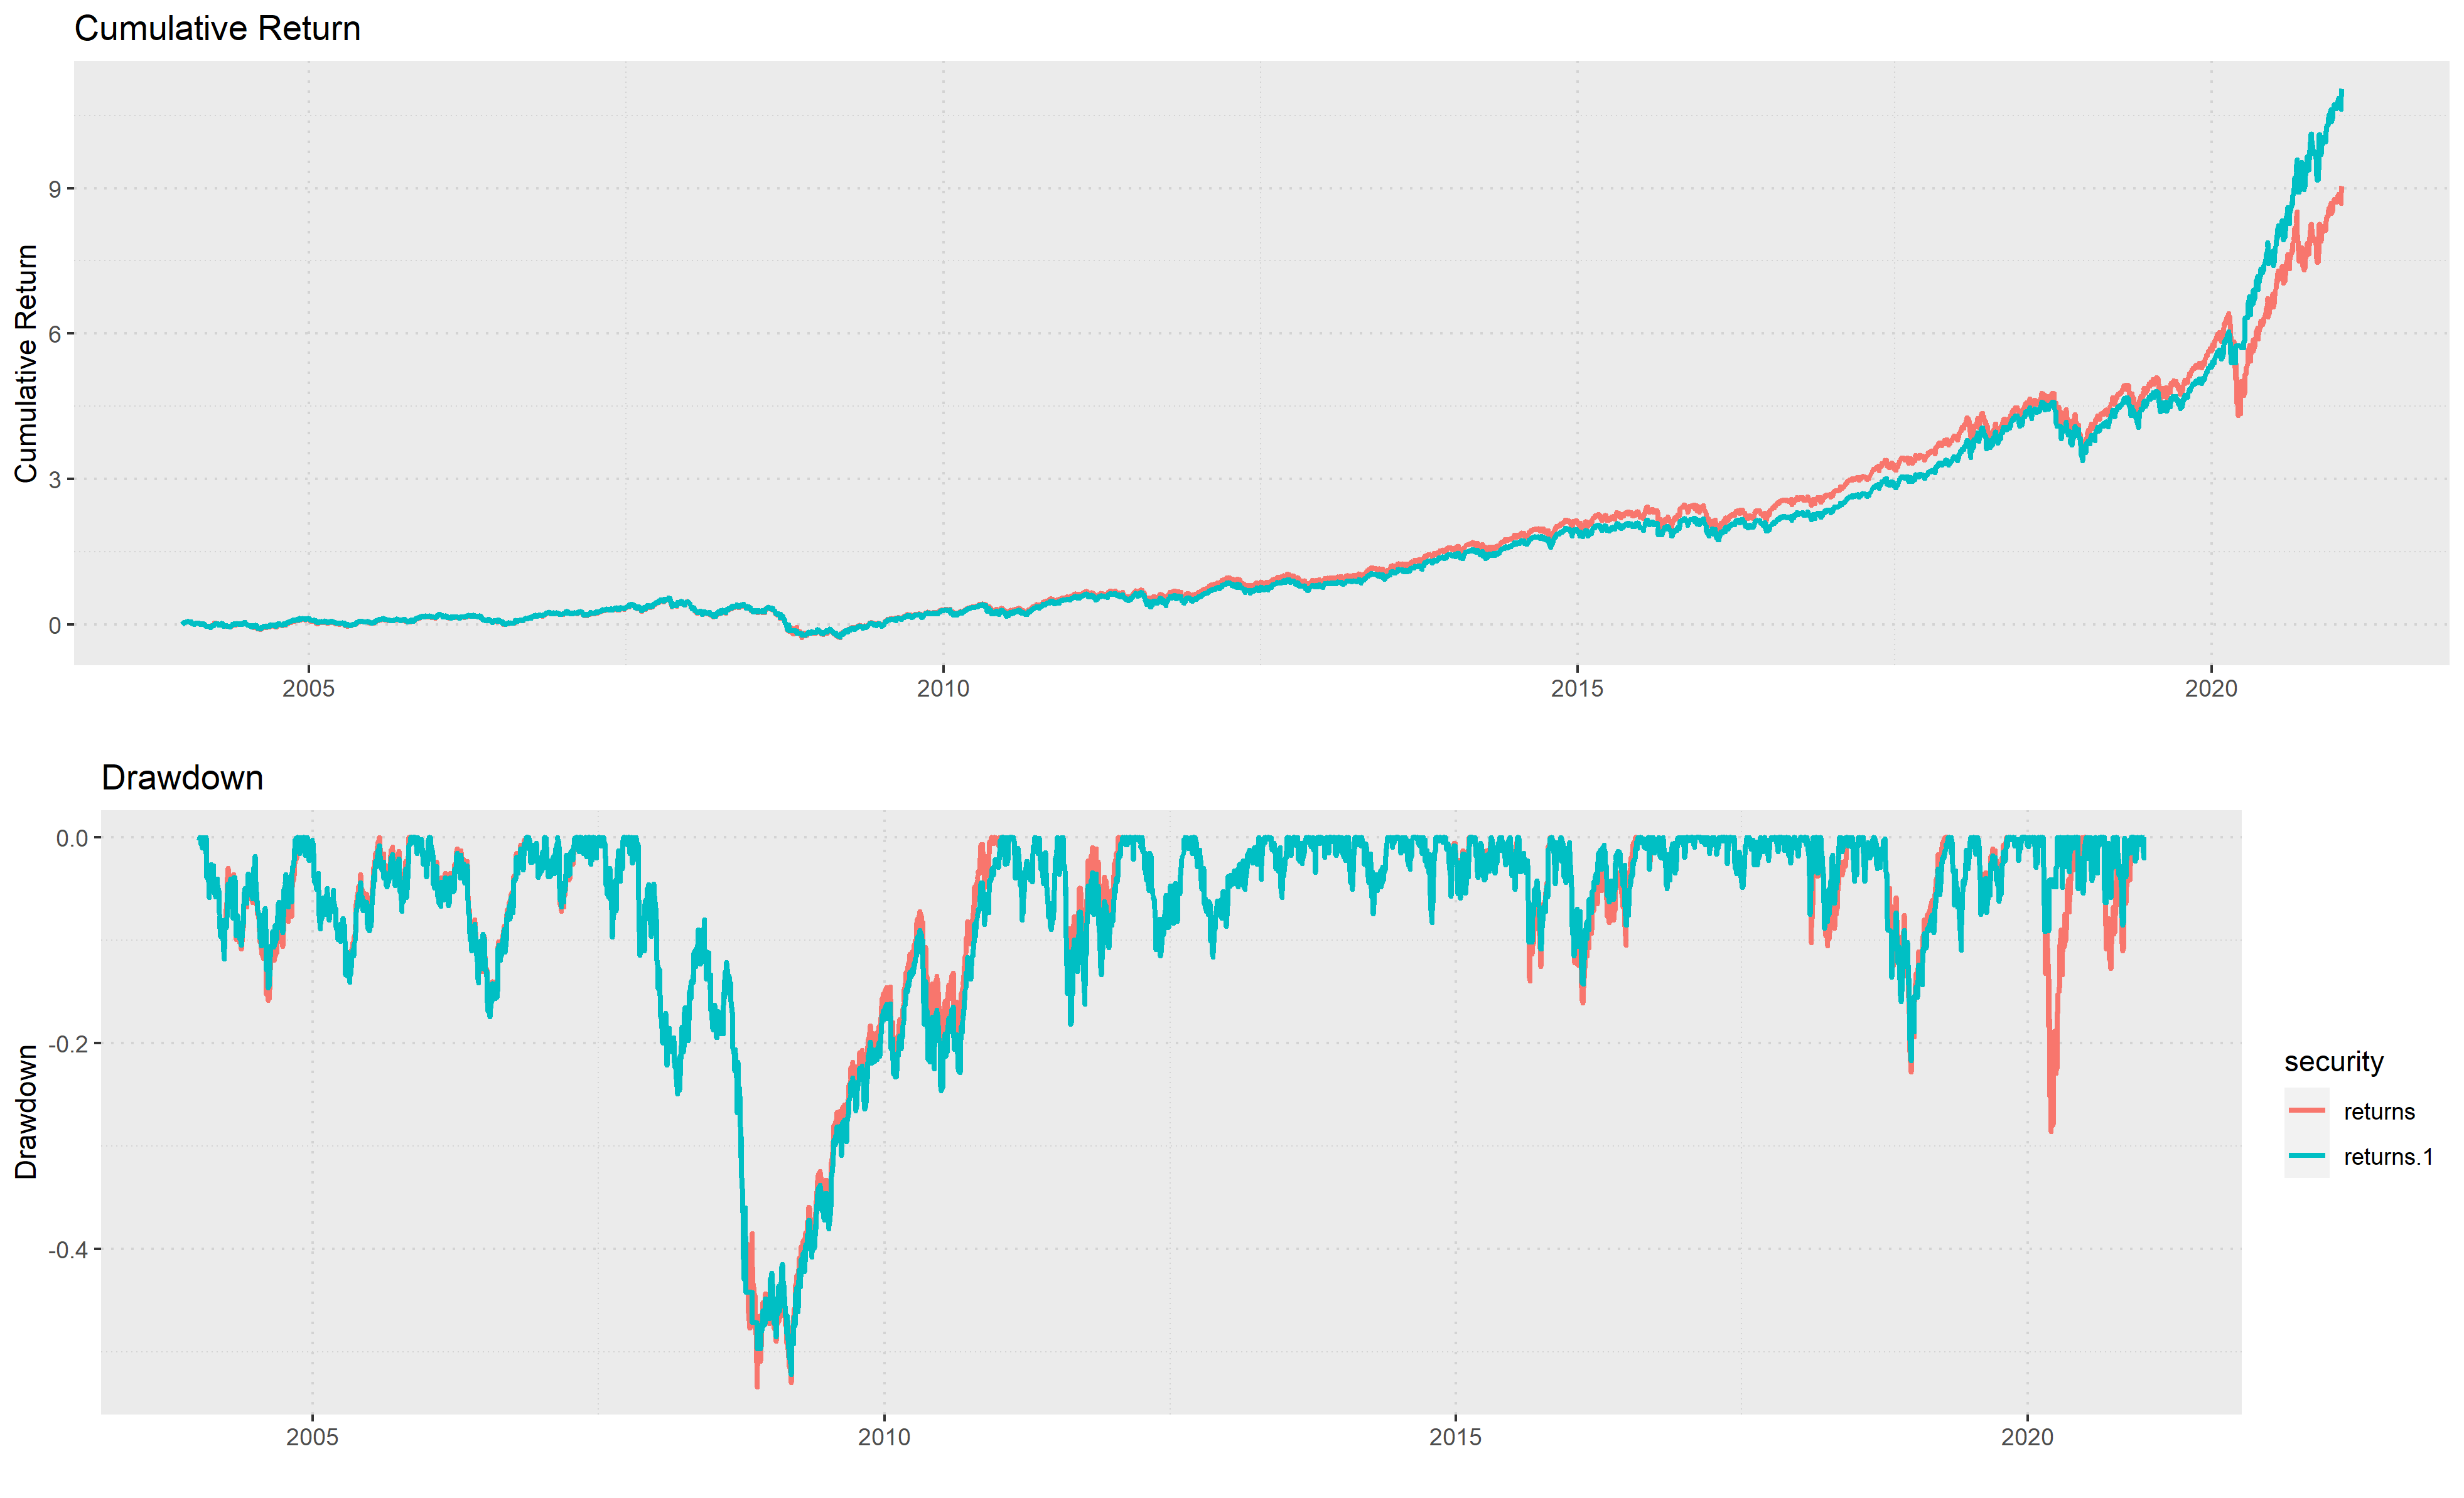 Cumulative Return
Cumulative Return
9
6
3
0
2005 2010 2015 2020
Drawdown
Drawdown
0.0
-0.2
-0.4
2005 2010 2015 2020
security
returns
returns.1